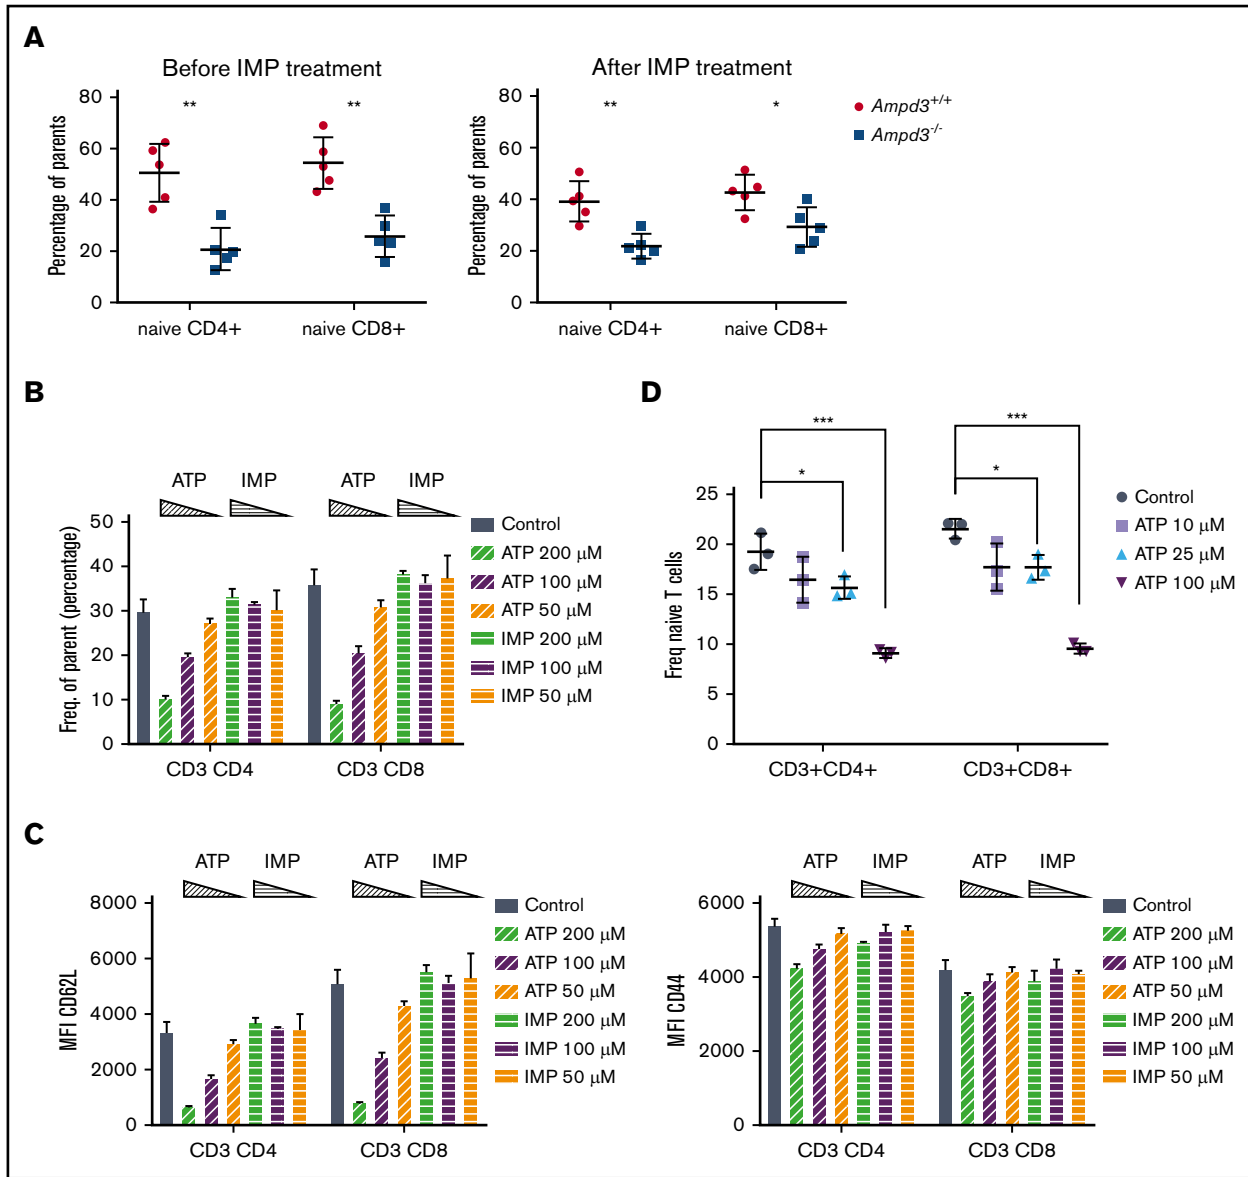 A
Before IMP treatment
After IMP treatment
Percentage of parents
80
60
40
20
0
**
**
naive CD4+
naive CD8+
Percentage of parents
80
60
40
20
0
**
*
naive CD4+
naive CD8+
Ampd3+/+
Ampd3-/-
B
ATP
IMP
ATP
IMP
Freq. of parent (percentage)
50
40
30
20
10
0
CD3 CD4
CD3 CD8
Control
ATP 200 μM
ATP 100 μM
ATP 50 μM
IMP 200 μM
IMP 100 μM
IMP 50 μM
D
***
***
*
*
Freq naive T cells
25
20
15
10
5
0
CD3+CD4+
CD3+CD8+
Control
ATP 10 μM
ATP 25 μM
ATP 100 μM
C
ATP
IMP
ATP
IMP
MFI CD62L
8000
6000
4000
2000
0
CD3 CD4
CD3 CD8
Control
ATP 200 μM
ATP 100 μM
ATP 50 μM
IMP 200 μM
IMP 100 μM
IMP 50 μM
ATP
IMP
ATP
IMP
MFI CD44
6000
4000
2000
0
CD3 CD4
CD3 CD8
Control
ATP 200 μM
ATP 100 μM
ATP 50 μM
IMP 200 μM
IMP 100 μM
IMP 50 μM